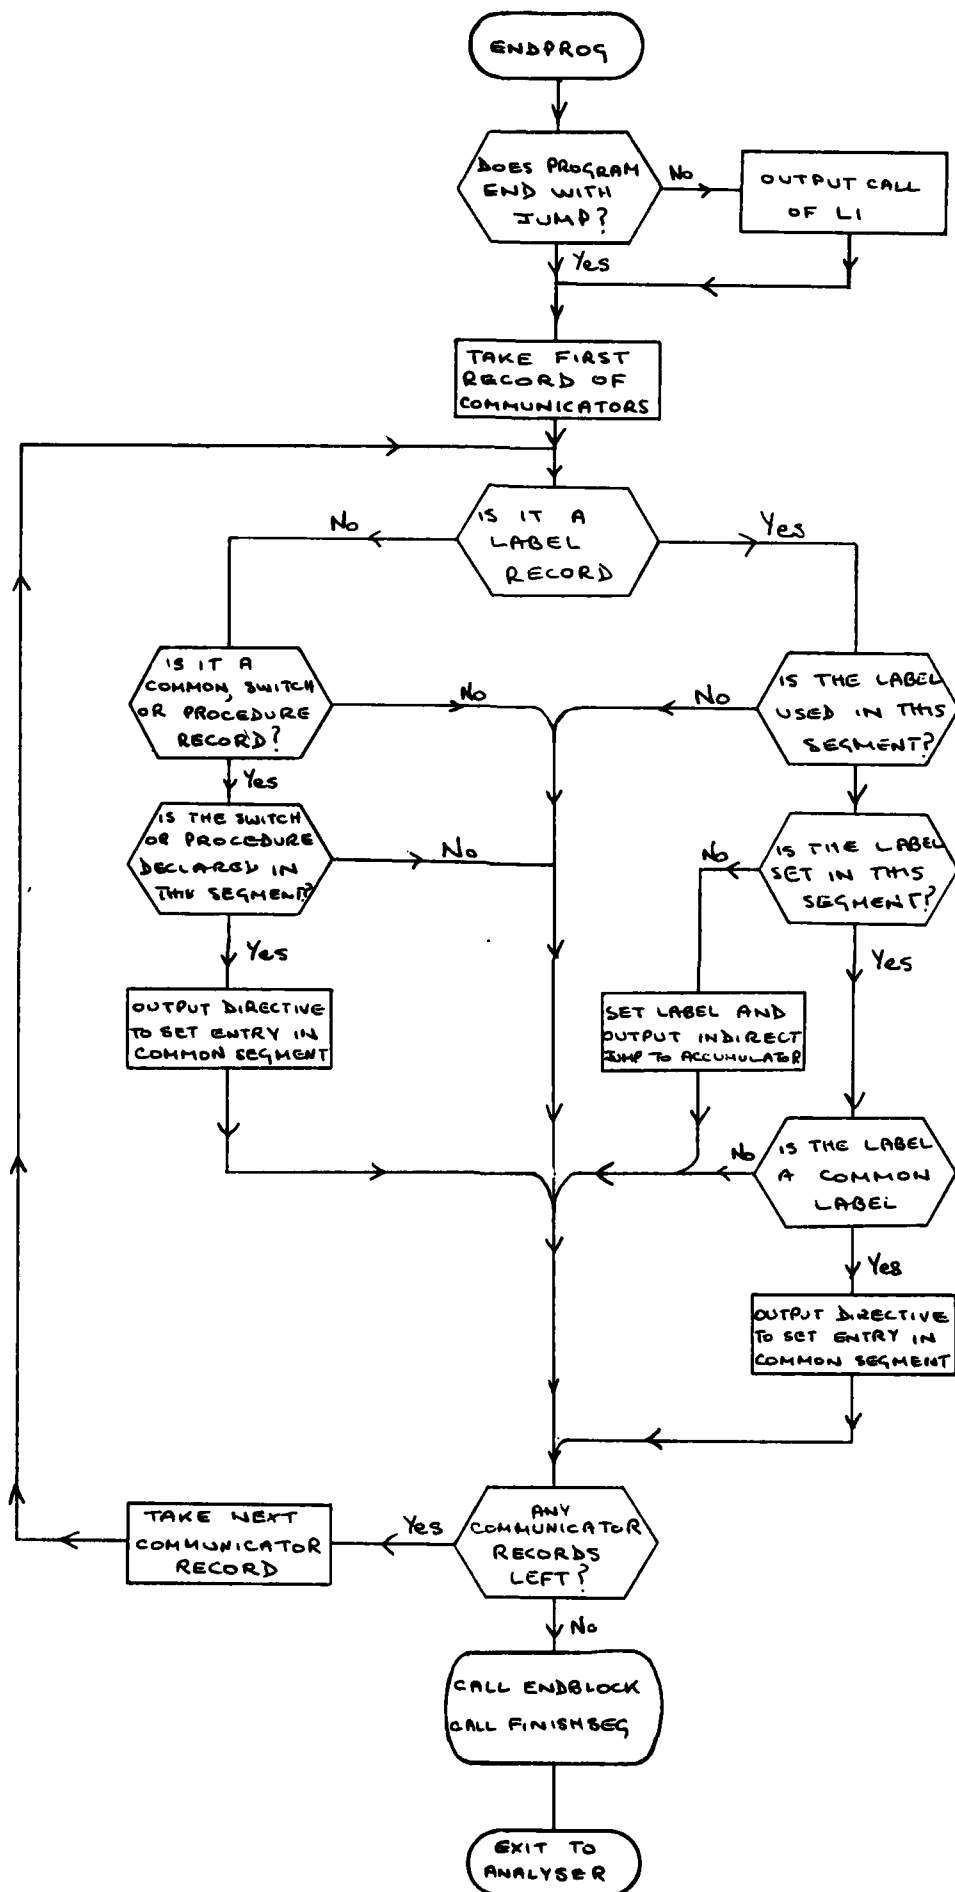 ENDPROG
DOES PROGRAM
END WITH
JUMP?
No
OUTPUT CALL
OF L1
Yes
TAKE FIRST
RECORD OF
COMMUNICATORS
IS IT A
LABEL
RECORD
No
Yes
IS IT A
COMMON, SWITCH
OR PROCEDURE
RECORD?
No
Yes
IS THE SWITCH
OR PROCEDURE
DECLARED IN
THIS SEGMENT?
No
Yes
OUTPUT DIRECTIVE
TO SET ENTRY IN
COMMON SEGMENT
IS THE LABEL
USED IN THIS
SEGMENT?
No
IS THE LABEL
SET IN THIS
SEGMENT?
No
Yes
SET LABEL AND
OUTPUT INDIRECT
JUMP TO ACCUMULATOR
IS THE LABEL
A COMMON
LABEL
No
Yes
OUTPUT DIRECTIVE
TO SET ENTRY IN
COMMON SEGMENT
ANY
COMMUNICATOR
RECORDS
LEFT?
Yes
TAKE NEXT
COMMUNICATOR
RECORD
No
CALL ENDBLOCK
CALL FINISHSEG
EXIT TO
ANALYSER